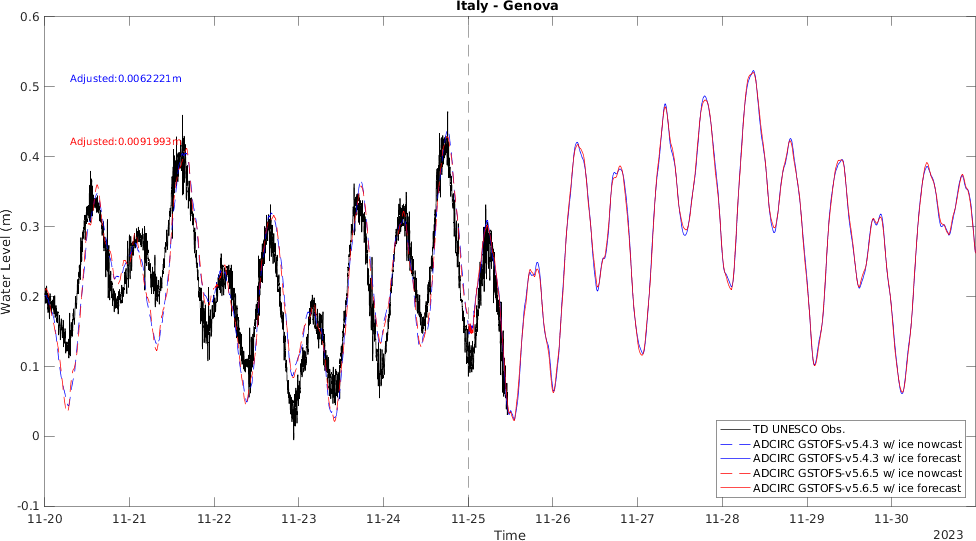 Italy - Genova
Adjusted:0.0062221m
Adjusted:0.0091993m
Water Level (m)
0.6
0.5
0.4
0.3
0.2
0.1
0
-0.1
TD UNESCO Obs.
ADCIRC GSTOFS-v5.4.3 w/ ice nowcast
ADCIRC GSTOFS-v5.4.3 w/ ice forecast
ADCIRC GSTOFS-v5.6.5 w/ ice nowcast
ADCIRC GSTOFS-v5.6.5 w/ ice forecast
11-20 11-21 11-22 11-23 11-24 11-25 11-26 11-27 11-28 11-29 11-30
Time
2023